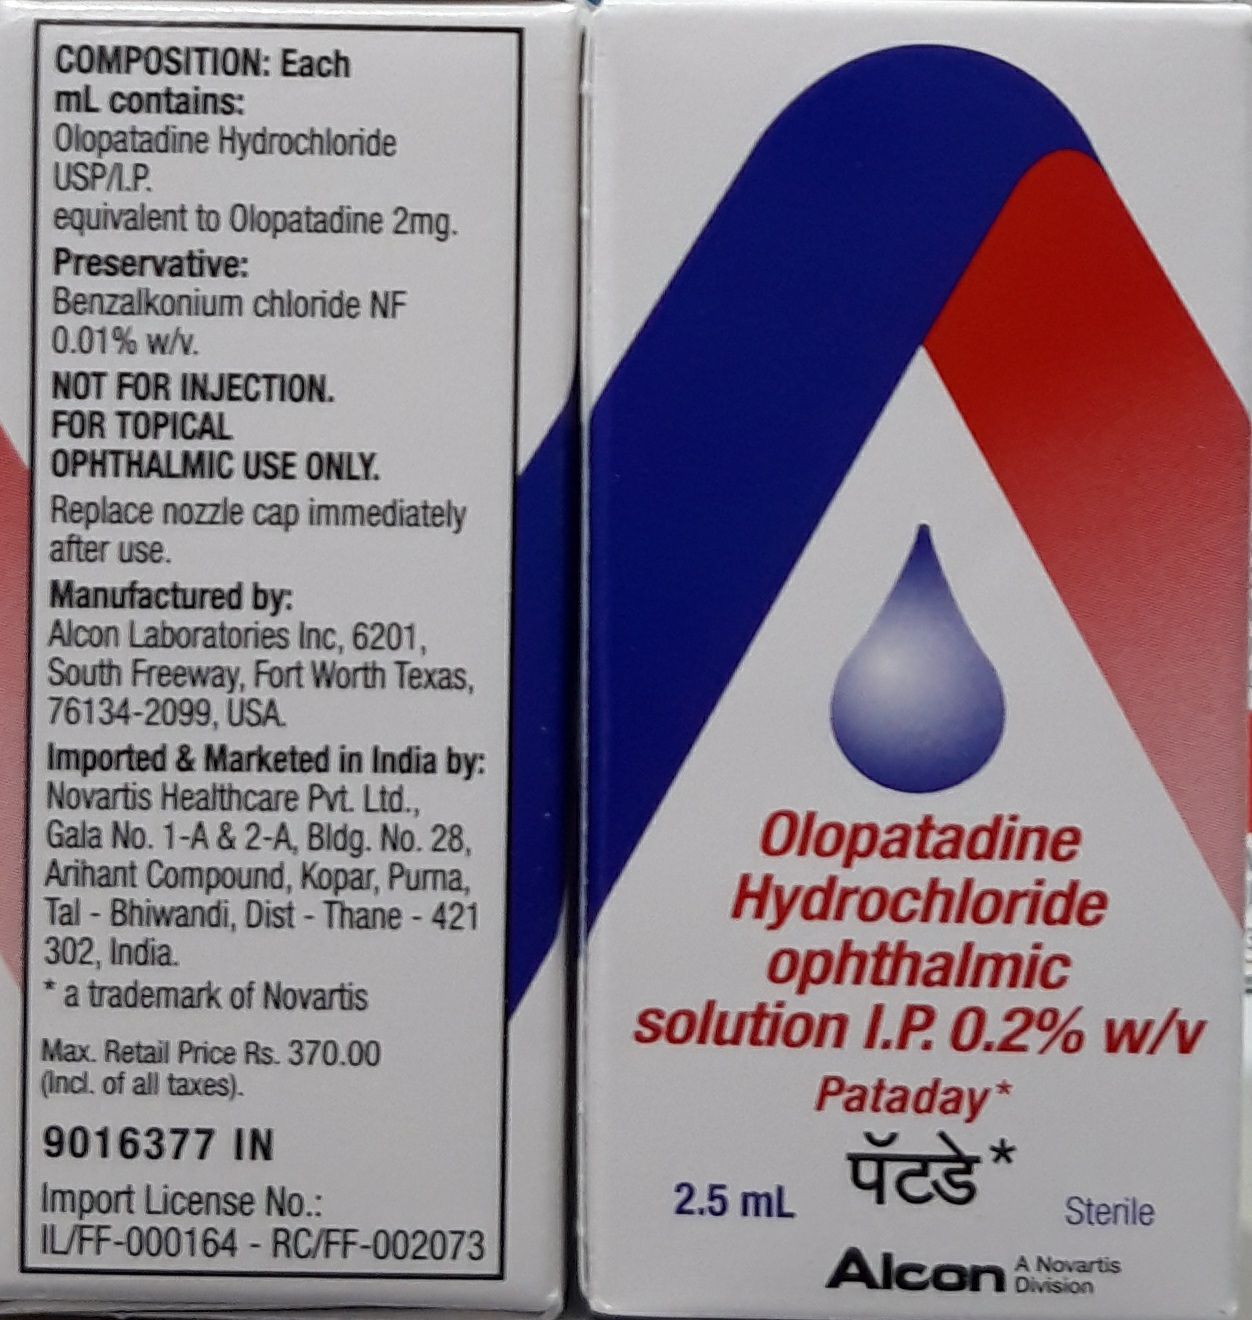 COMPOSITION: Each
mL contains:
Olopatadine Hydrochloride
USP/I.P.
equivalent to Olopatadine 2mg.
Preservative:
Benzalkonium chloride NF
0.01% w/v.
NOT FOR INJECTION.
FOR TOPICAL
OPHTHALMIC USE ONLY.
Replace nozzle cap immediately
after use.
Manufactured by:
Alcon Laboratories Inc, 6201,
South Freeway, Fort Worth Texas,
76134-2099, USA.
Imported & Marketed in India by:
Novartis Healthcare Pvt. Ltd.,
Gala No. 1-A & 2-A, Bldg. No. 28,
Arihant Compound, Kopar, Purna,
Tal - Bhiwandi, Dist - Thane - 421
302, India.
* a trademark of Novartis
Max. Retail Price Rs. 370.00
(Incl. of all taxes).
9016377 IN
Import License No.:
IL/FF-000164 - RC/FF-002073
Olopatadine
Hydrochloride
ophthalmic
solution I.P. 0.2% w/v
Pataday*
पॅटडे*
2.5 mL
Sterile
Alcon A Novartis
Division